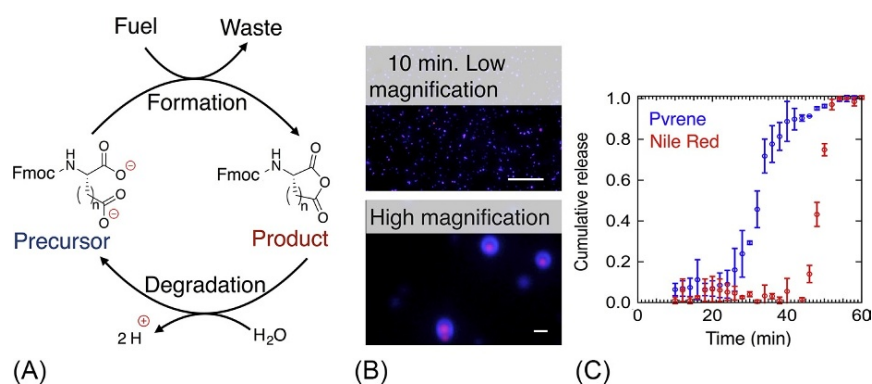 Fuel Waste
Formation
H
N
O
O⊖
Fmoc
n
O
O⊖
H
N
O
Fmoc
O
n
O
Precursor Product
Degradation
2 H⊕ H₂O
(A)
10 min. Low
magnification
High magnification
(B)
Pvrene
Nile Red
Cumulative release
1.0
0.8
0.6
0.4
0.2
0.0
0 20 40 60
Time (min)
(C)